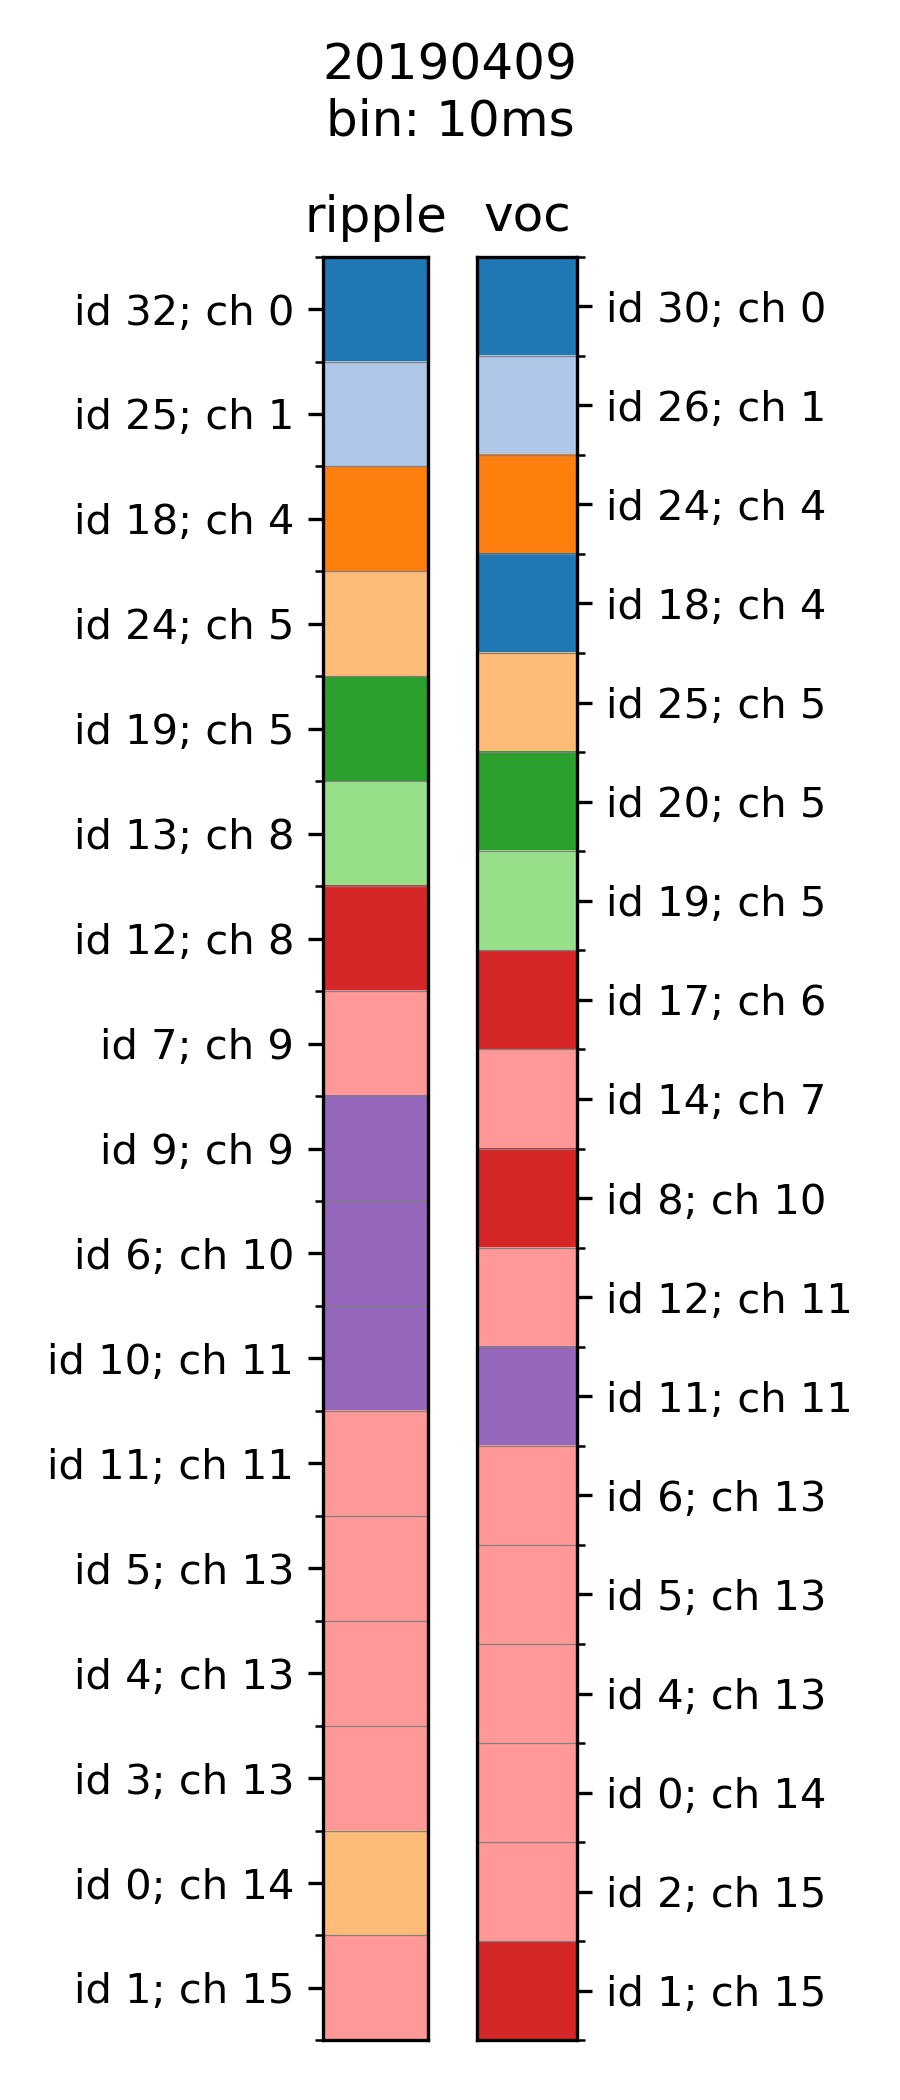 20190409
bin: 10ms
ripple
voc
id 32; ch 0
id 25; ch 1
id 18; ch 4
id 24; ch 5
id 19; ch 5
id 13; ch 8
id 12; ch 8
id 7; ch 9
id 9; ch 9
id 6; ch 10
id 10; ch 11
id 11; ch 11
id 5; ch 13
id 4; ch 13
id 3; ch 13
id 0; ch 14
id 1; ch 15
id 30; ch 0
id 26; ch 1
id 24; ch 4
id 18; ch 4
id 25; ch 5
id 20; ch 5
id 19; ch 5
id 17; ch 6
id 14; ch 7
id 8; ch 10
id 12; ch 11
id 11; ch 11
id 6; ch 13
id 5; ch 13
id 4; ch 13
id 0; ch 14
id 2; ch 15
id 1; ch 15